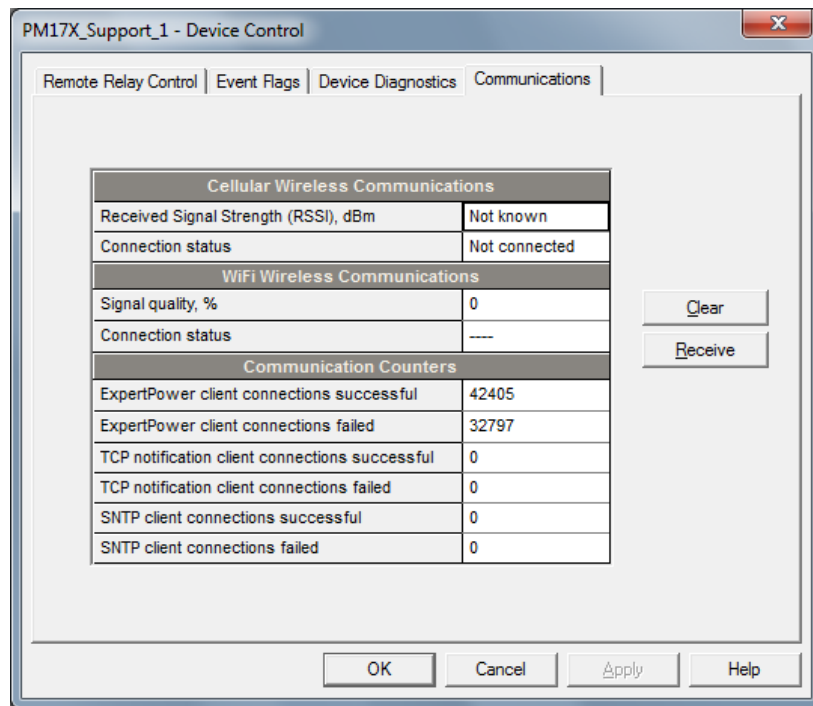 PM17X_Support_1 - Device Control
Remote Relay Control Event Flags Device Diagnostics Communications
Cellular Wireless Communications
Received Signal Strength (RSSI), dBm Not known
Connection status Not connected
WiFi Wireless Communications
Signal quality, % 0
Connection status ----
Communication Counters
ExpertPower client connections successful 42405
ExpertPower client connections failed 32797
TCP notification client connections successful 0
TCP notification client connections failed 0
SNTP client connections successful 0
SNTP client connections failed 0
Clear
Receive
OK Cancel Apply Help